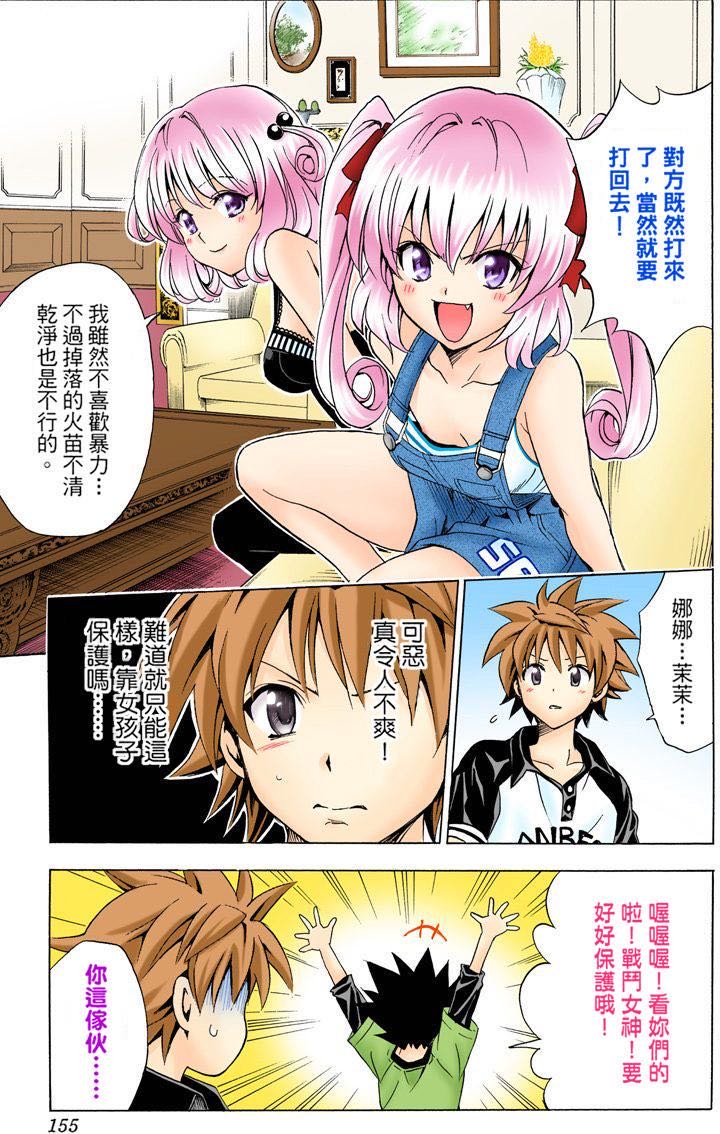 對方既然打來
了，當然就要
打回去！
我雖然不喜歡暴力…
不過掉落的火苗不清
乾淨也是不行的。
娜娜…茉茉…
可惡
真令人不爽！
難道就只能這
樣，靠女孩子
保護嗎……
喔喔喔！看妳們的
啦！戰鬥女神！要
好好保護哦！
你這傢伙……
155